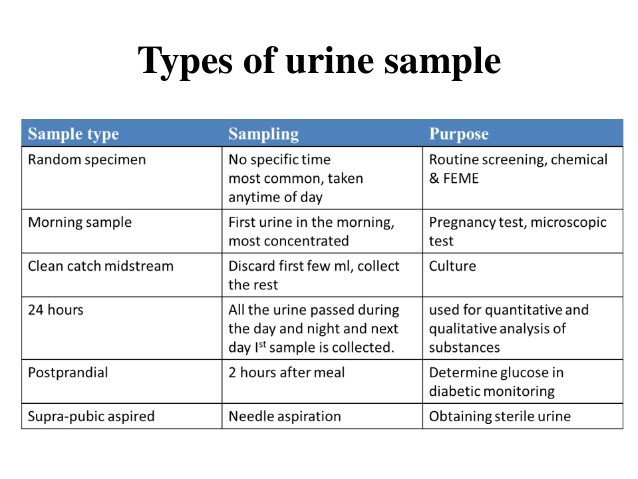 Types of urine sample
Sample type Sampling Purpose
Random specimen No specific time Routine screening, chemical
most common, taken & FEME
anytime of day
Morning sample First urine in the morning, Pregnancy test, microscopic
most concentrated test
Clean catch midstream Discard first few ml, collect Culture
the rest
24 hours All the urine passed during used for quantitative and
the day and night and next qualitative analysis of
day Ist sample is collected. substances
Postprandial 2 hours after meal Determine glucose in
diabetic monitoring
Supra-pubic aspired Needle aspiration Obtaining sterile urine